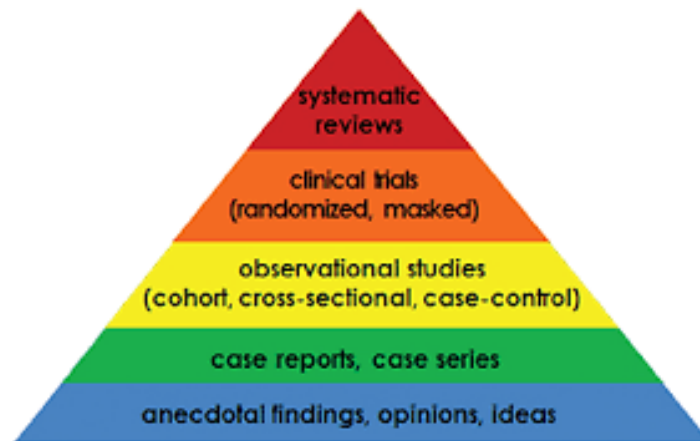 systematic
reviews
clinical trials
(randomized, masked)
observational studies
(cohort, cross-sectional, case-control)
case reports, case series
anecdotal findings, opinions, ideas